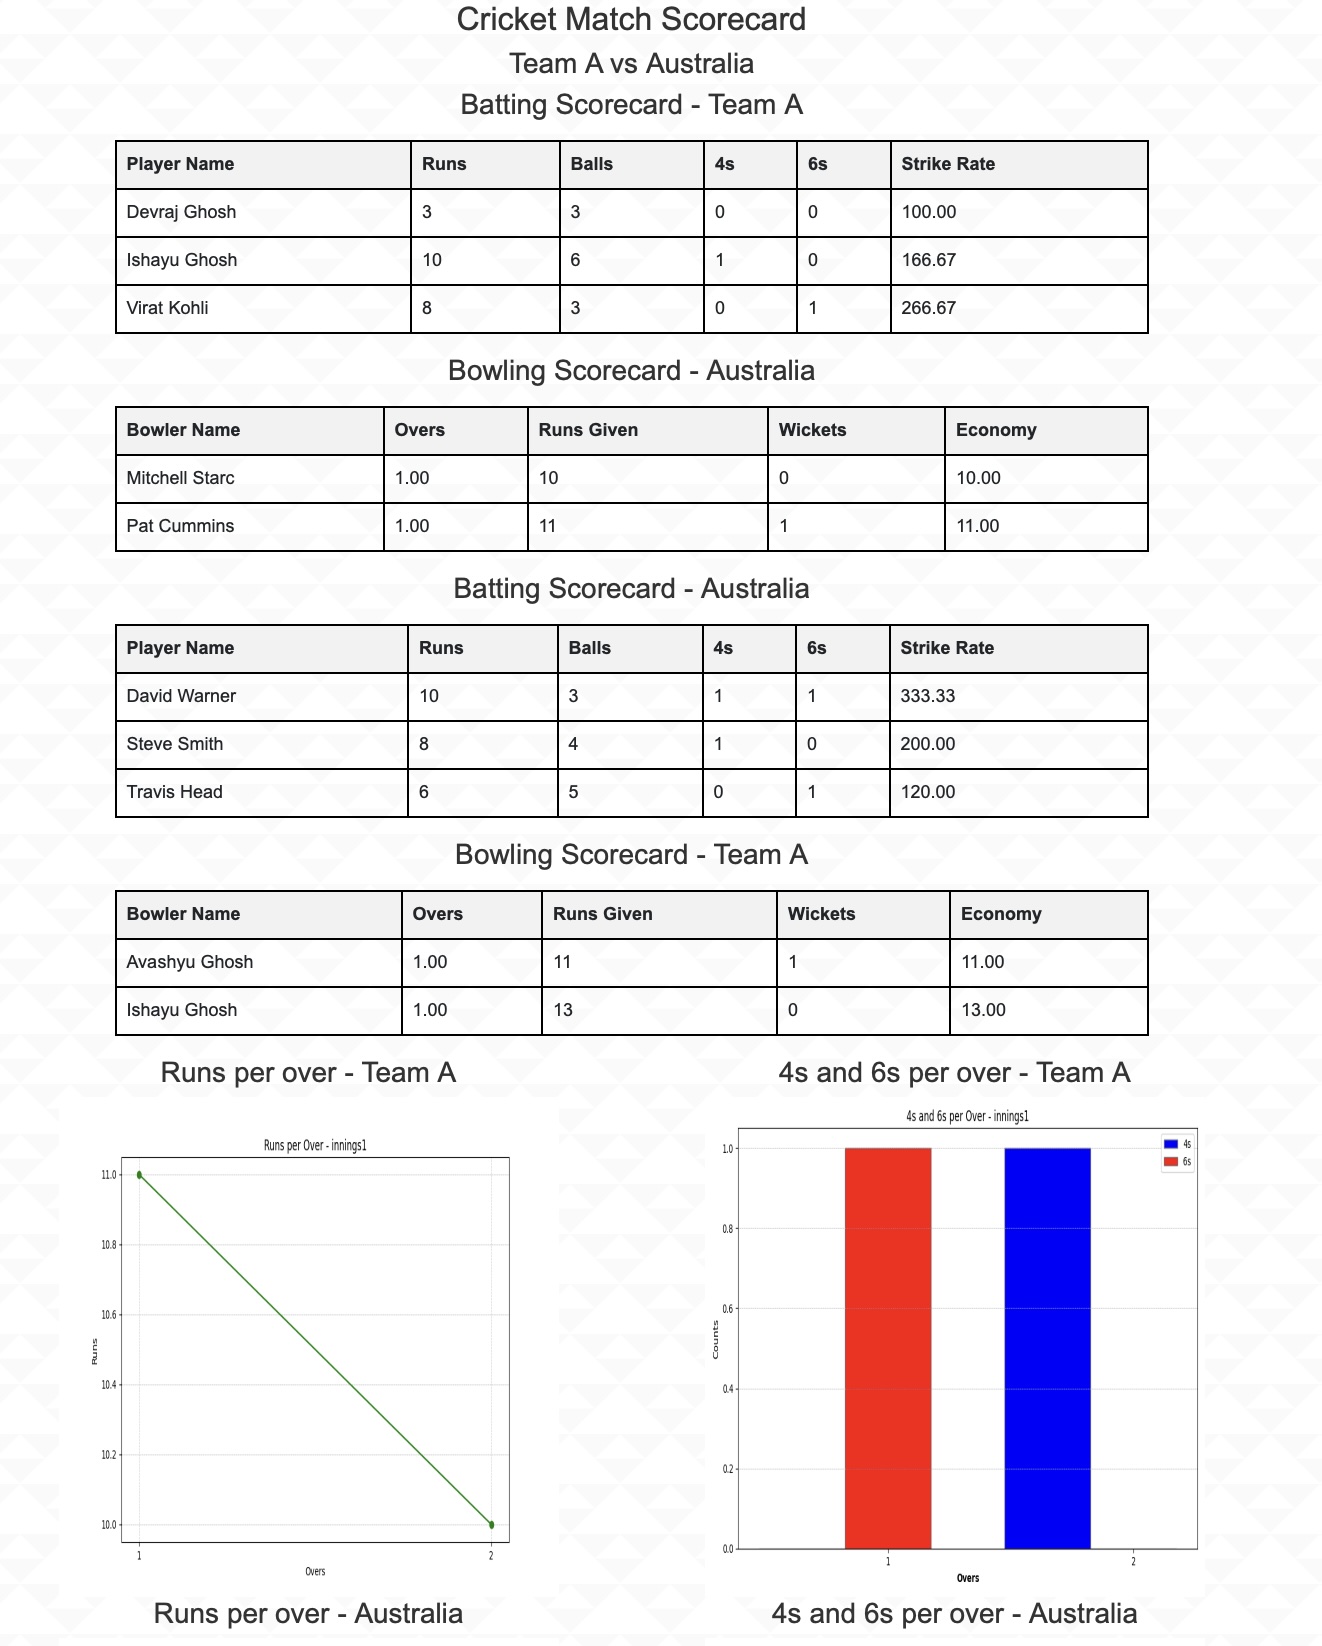 Cricket Match Scorecard
Team A vs Australia
Batting Scorecard - Team A
Player Name Runs Balls 4s 6s Strike Rate
Devraj Ghosh 3 3 0 0 100.00
Ishayu Ghosh 10 6 1 0 166.67
Virat Kohli 8 3 0 1 266.67
Bowling Scorecard - Australia
Bowler Name Overs Runs Given Wickets Economy
Mitchell Starc 1.00 10 0 10.00
Pat Cummins 1.00 11 1 11.00
Batting Scorecard - Australia
Player Name Runs Balls 4s 6s Strike Rate
David Warner 10 3 1 1 333.33
Steve Smith 8 4 1 0 200.00
Travis Head 6 5 0 1 120.00
Bowling Scorecard - Team A
Bowler Name Overs Runs Given Wickets Economy
Avashyu Ghosh 1.00 11 1 11.00
Ishayu Ghosh 1.00 13 0 13.00
Runs per over - Team A
Runs per Over - innings1
11.0
10.8
10.6
10.4
10.2
10.0
Runs
1 2
Overs
4s and 6s per over - Team A
4s and 6s per Over - innings1
4s
6s
1.0
0.8
0.6
0.4
0.2
0.0
Counts
1 2
Overs
Runs per over - Australia
4s and 6s per over - Australia